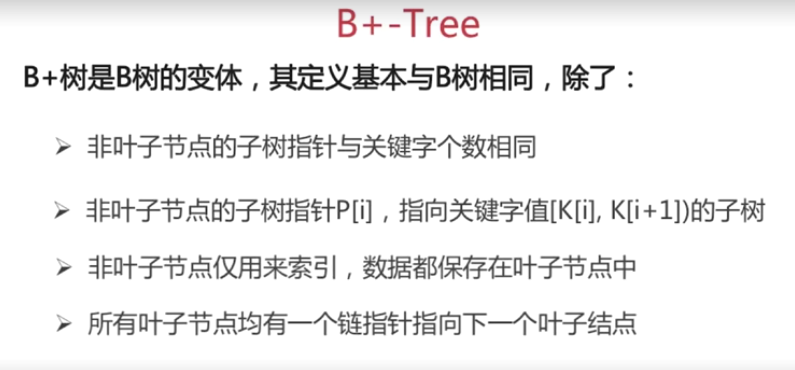 B+-Tree
B+树是B树的变体，其定义基本与B树相同，除了：
➢ 非叶子节点的子树指针与关键字个数相同
➢ 非叶子节点的子树指针P[i]，指向关键字值[K[i], K[i+1])的子树
➢ 非叶子节点仅用来索引，数据都保存在叶子节点中
➢ 所有叶子节点均有一个链指针指向下一个叶子结点